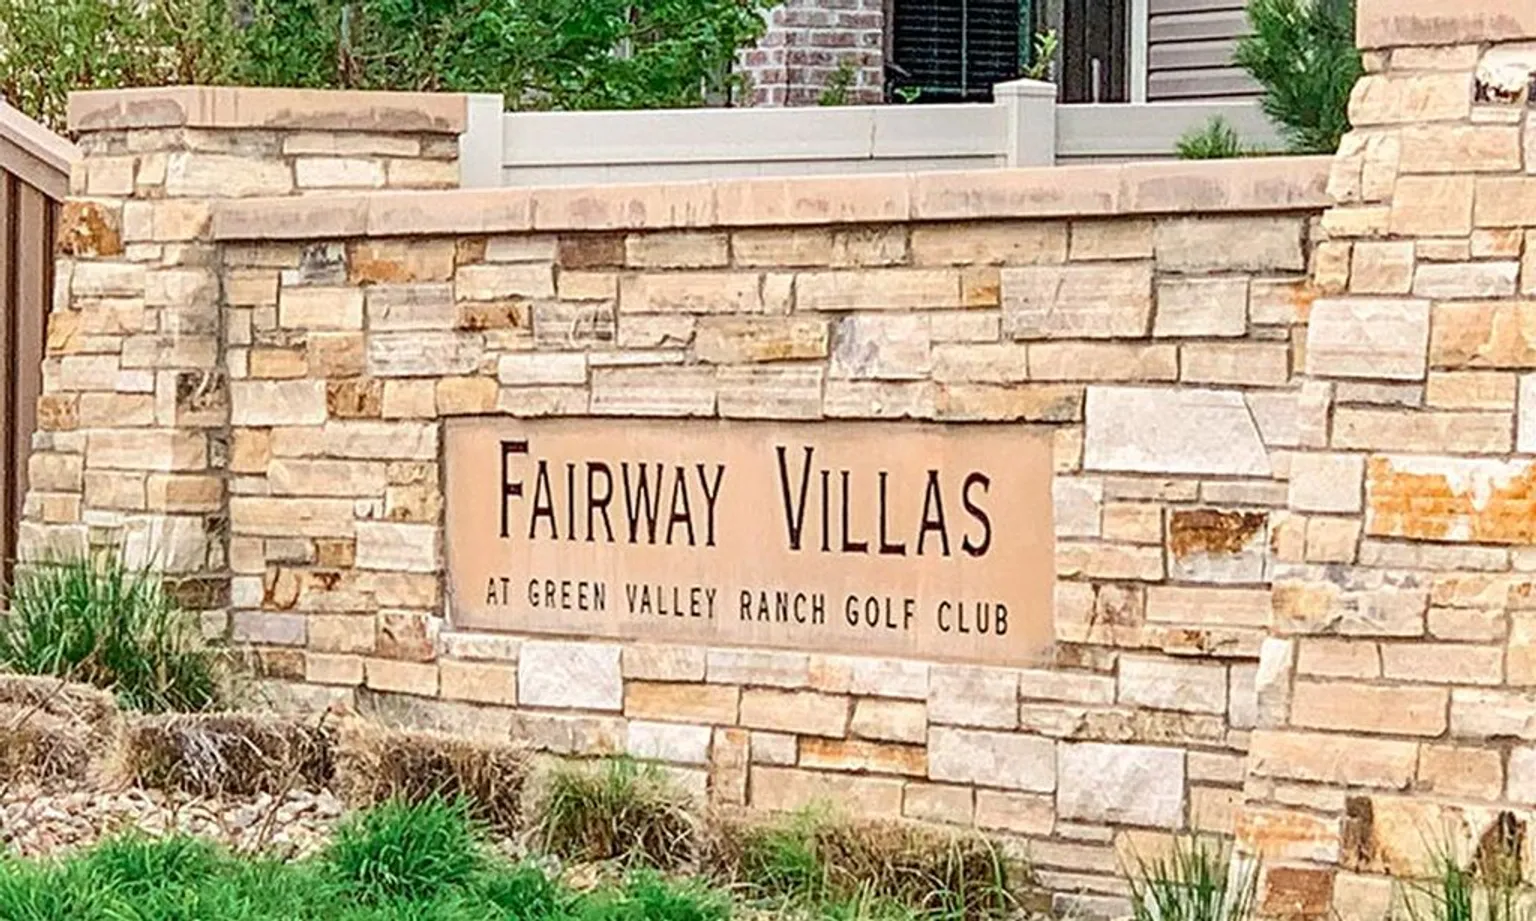 FAIRWAY VILLAS
AT GREEN VALLEY RANCH GOLF CLUB